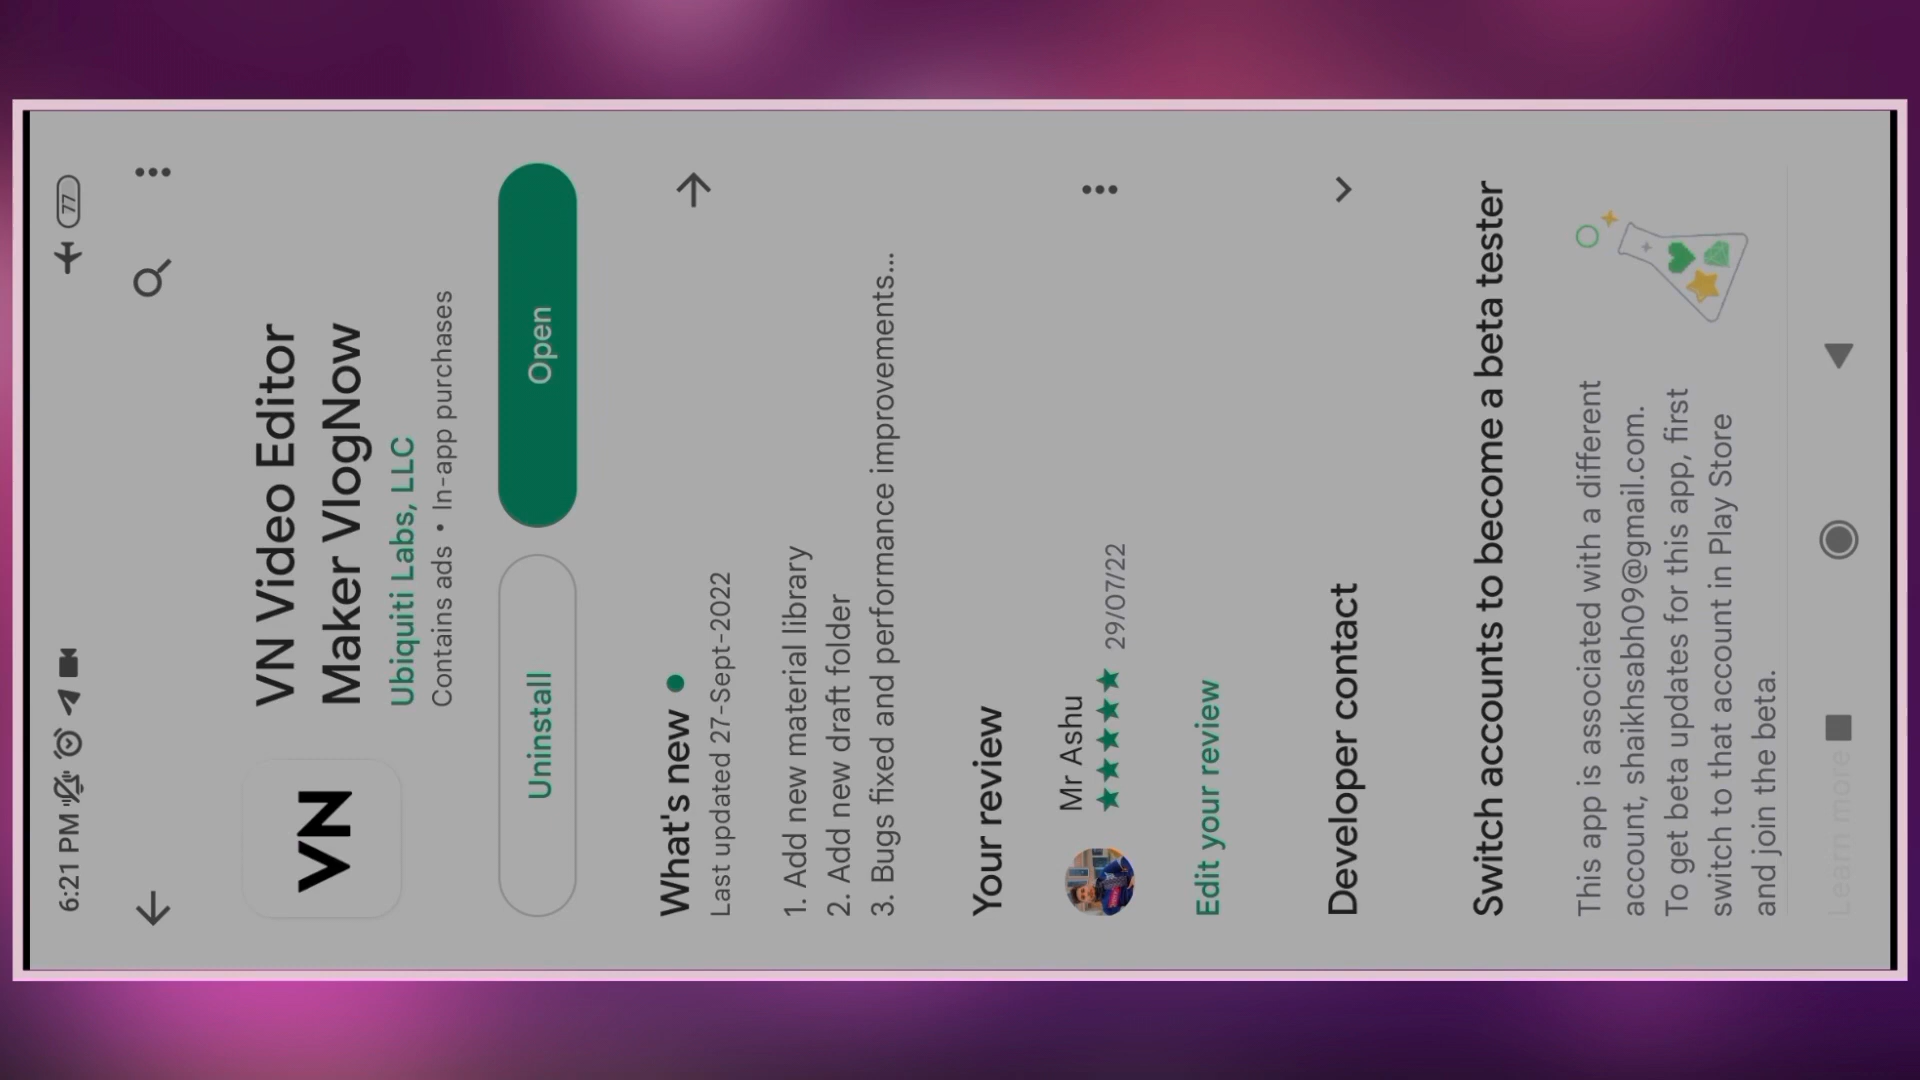 6:21 PM
77
VN
VN Video Editor
Maker VlogNow
Ubiquiti Labs, LLC
Contains ads • In-app purchases
Uninstall
Open
What's new
Last updated 27-Sept-2022
1. Add new material library
2. Add new draft folder
3. Bugs fixed and performance improvements...
Your review
Mr Ashu
29/07/22
Edit your review
Developer contact
Switch accounts to become a beta tester
This app is associated with a different
account, shaikhsabh09@gmail.com.
To get beta updates for this app, first
switch to that account in Play Store
and join the beta.
Learn more